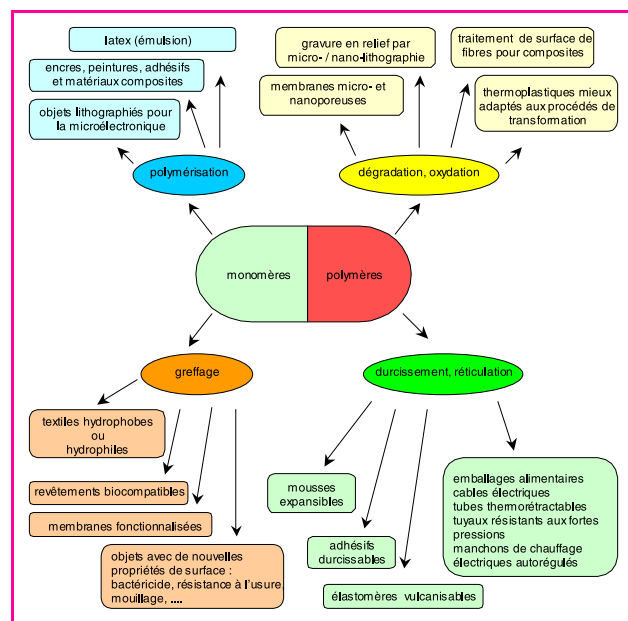 latex (émulsion)
encres, peintures, adhésifs
et matériaux composites
objets lithographiés pour
la microélectronique
polymérisation
gravure en relief par
micro- / nano-lithographie
membranes micro- et
nanoporeuses
traitement de surface de
fibres pour composites
thermoplastiques mieux
adaptés aux procédés de
transformation
dégradation, oxydation
monomères
polymères
greffage
textiles hydrophobes
ou
hydrophiles
revêtements biocompatibles
membranes fonctionnalisées
objets avec de nouvelles
propriétés de surface :
bactéricide, résistance à l'usure,
mouillage, ....
durcissement, réticulation
mousses
expansibles
adhésifs
durcissables
élastomères vulcanisables
emballages alimentaires
cables électriques
tubes thermorétractables
tuyaux résistants aux fortes
pressions
manchons de chauffage
électriques autorégulés